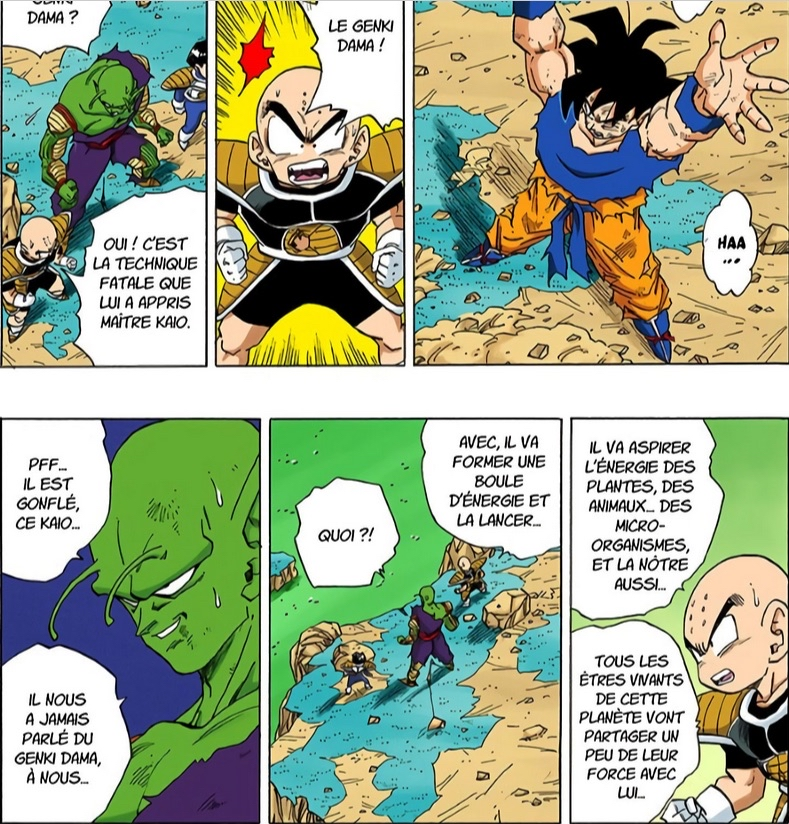 DAMA ?
OUI ! C'EST
LA TECHNIQUE
FATALE QUE
LUI A APPRIS
MAÎTRE KAIO.
LE GENKI
DAMA !
HAA
...
PFF...
IL EST
GONFLÉ,
CE KAIO...
IL NOUS
A JAMAIS
PARLÉ DU
GENKI DAMA,
À NOUS...
QUOI ?!
AVEC, IL VA
FORMER UNE
BOULE
D'ÉNERGIE ET
LA LANCER...
IL VA ASPIRER
L'ÉNERGIE DES
PLANTES, DES
ANIMAUX... DES
MICRO-
ORGANISMES,
ET LA NÔTRE
AUSSI...
TOUS LES
ÊTRES VIVANTS
DE CETTE
PLANÈTE VONT
PARTAGER UN
PEU DE LEUR
FORCE AVEC
LUI...